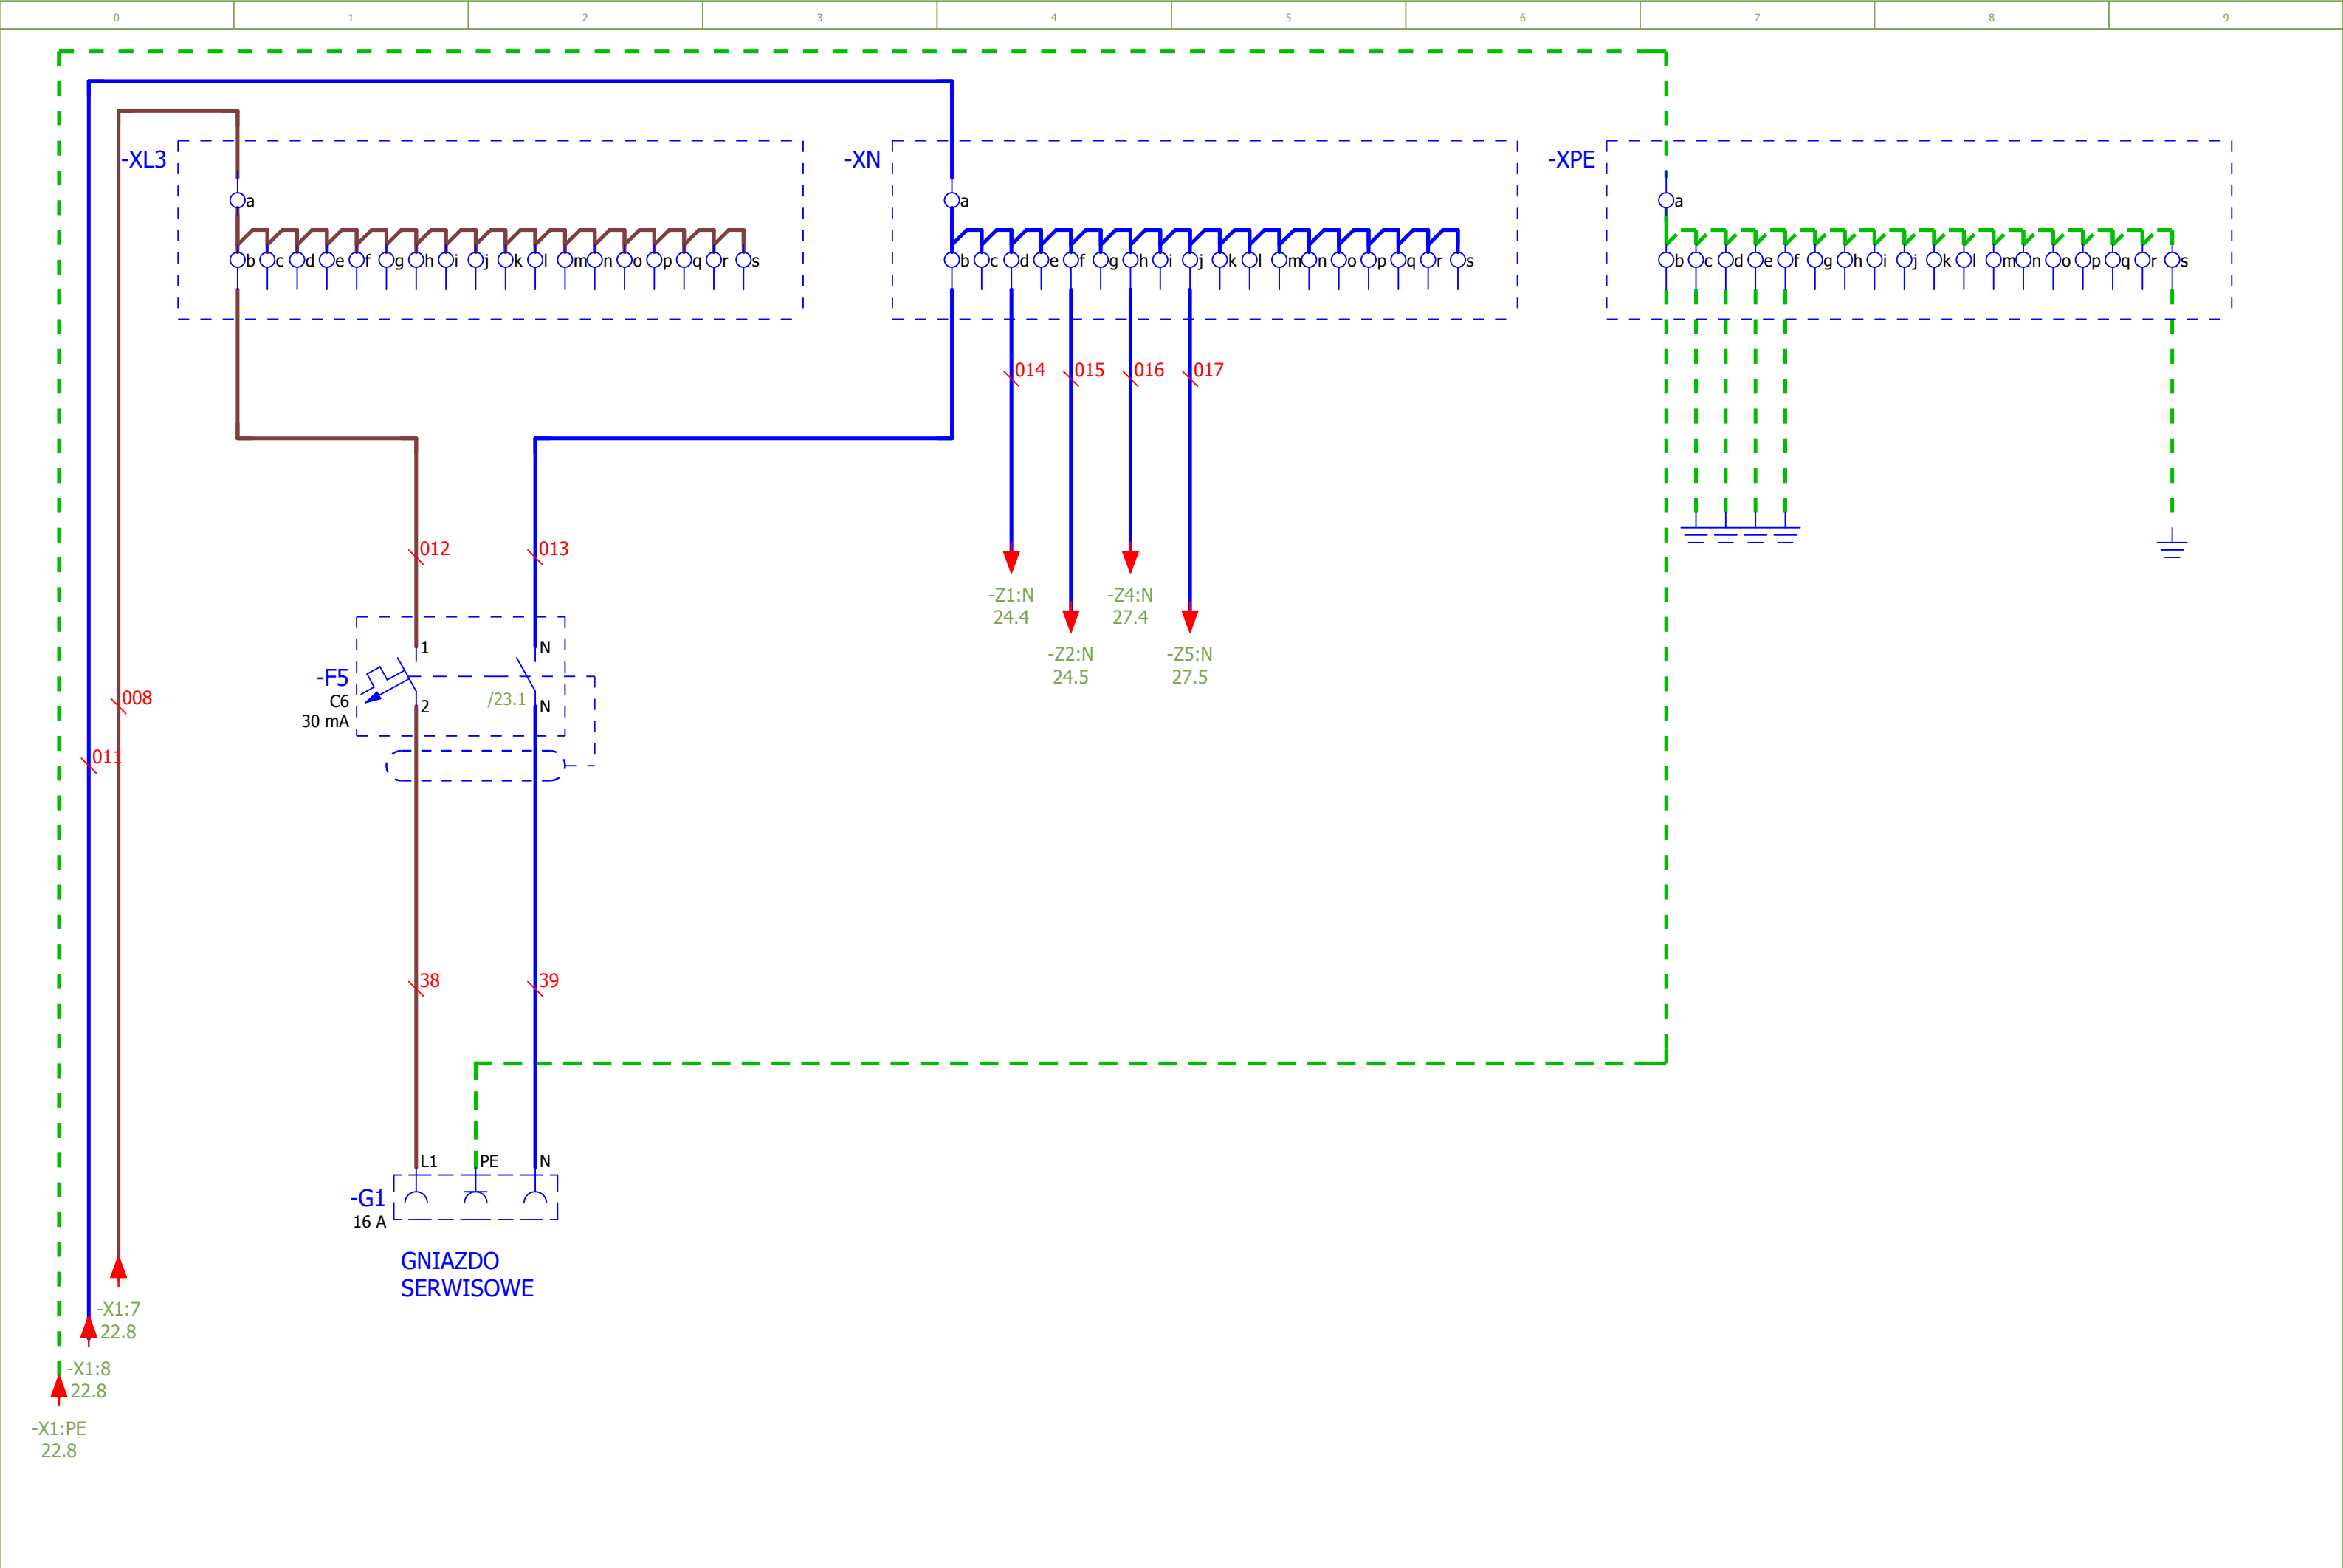 0 1 2 3 4 5 6 7 8 9
-XL3 -XN -XPE
a a a
b c d e f g h i j k l m n o p q r s
b c d e f g h i j k l m n o p q r s
b c d e f g h i j k l m n o p q r s
014 015 016 017
012 013
-Z1:N
24.4
-Z4:N
27.4
-Z2:N
24.5
-Z5:N
27.5
1 N
-F5
C6
30 mA
/23.1
2 N
008
011
38 39
L1 PE N
-G1
16 A
GNIAZDO
SERWISOWE
-X1:7
22.8
-X1:8
22.8
-X1:PE
22.8